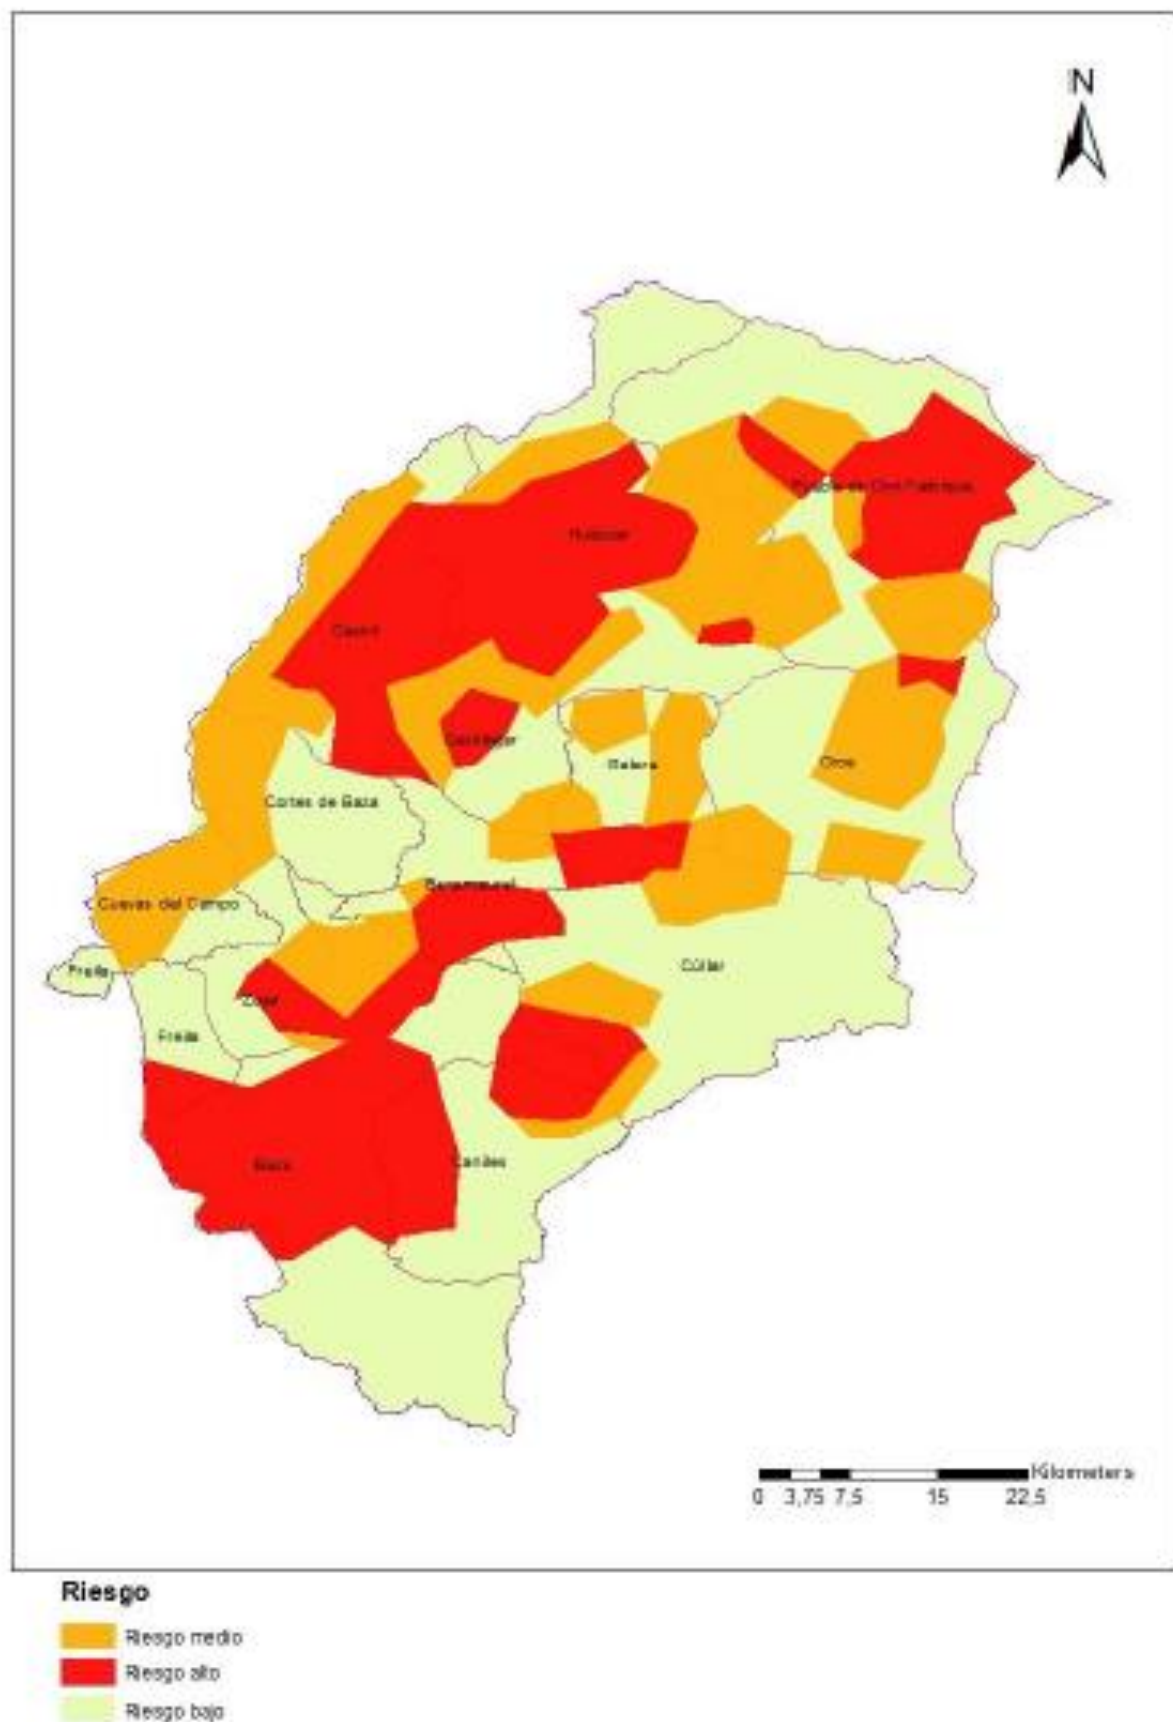 N
Puebla de Don Fadrique
Huéscar
Castril
Castilléjar
Galera
Orce
Cortes de Baza
Benamaurel
Cuevas del Campo
Cúllar
Freila
Zújar
Freila
Baza
Caniles
Kilometers
0 3,75 7,5 15 22,5
Riesgo
Riesgo medio
Riesgo alto
Riesgo bajo